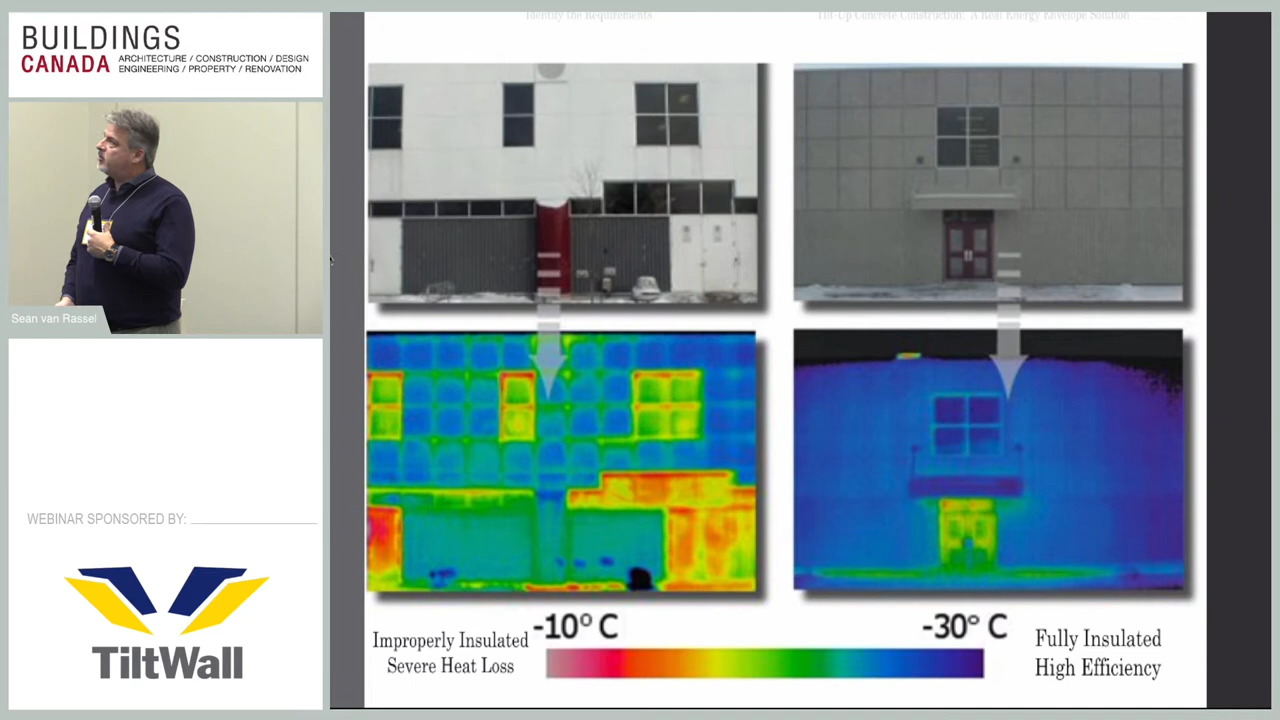 BUILDINGS
CANADA ARCHITECTURE / CONSTRUCTION / DESIGN
ENGINEERING / PROPERTY / RENOVATION
Sean van Rassel
WEBINAR SPONSORED BY:
TiltWall
Identify the Requirements
Tilt-Up Concrete Construction: A Real Energy Envelope Solution
-10° C
-30° C
Improperly Insulated
Severe Heat Loss
Fully Insulated
High Efficiency